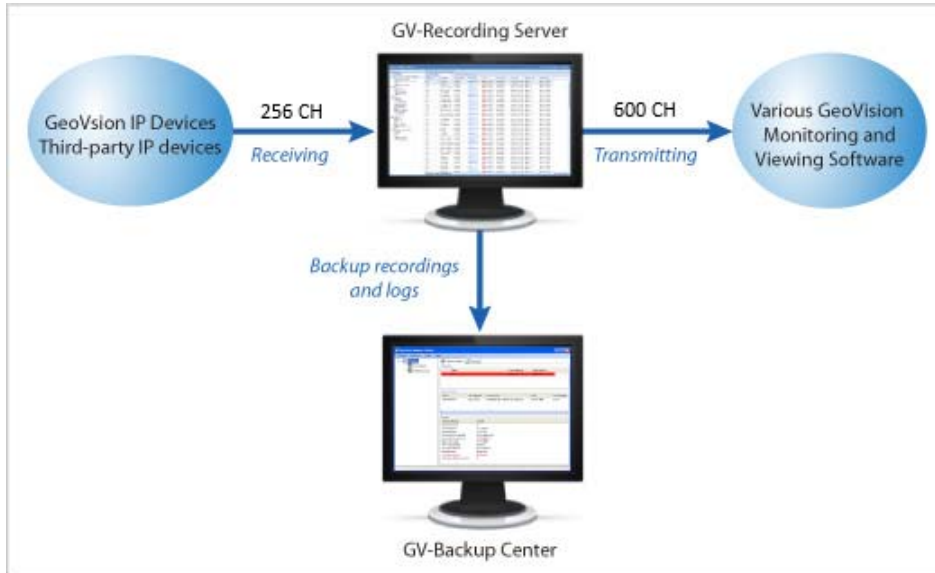 GV-Recording Server
GeoVsion IP Devices
Third-party IP devices
256 CH
Receiving
600 CH
Transmitting
Various GeoVision
Monitoring and
Viewing Software
Backup recordings
and logs
GV-Backup Center